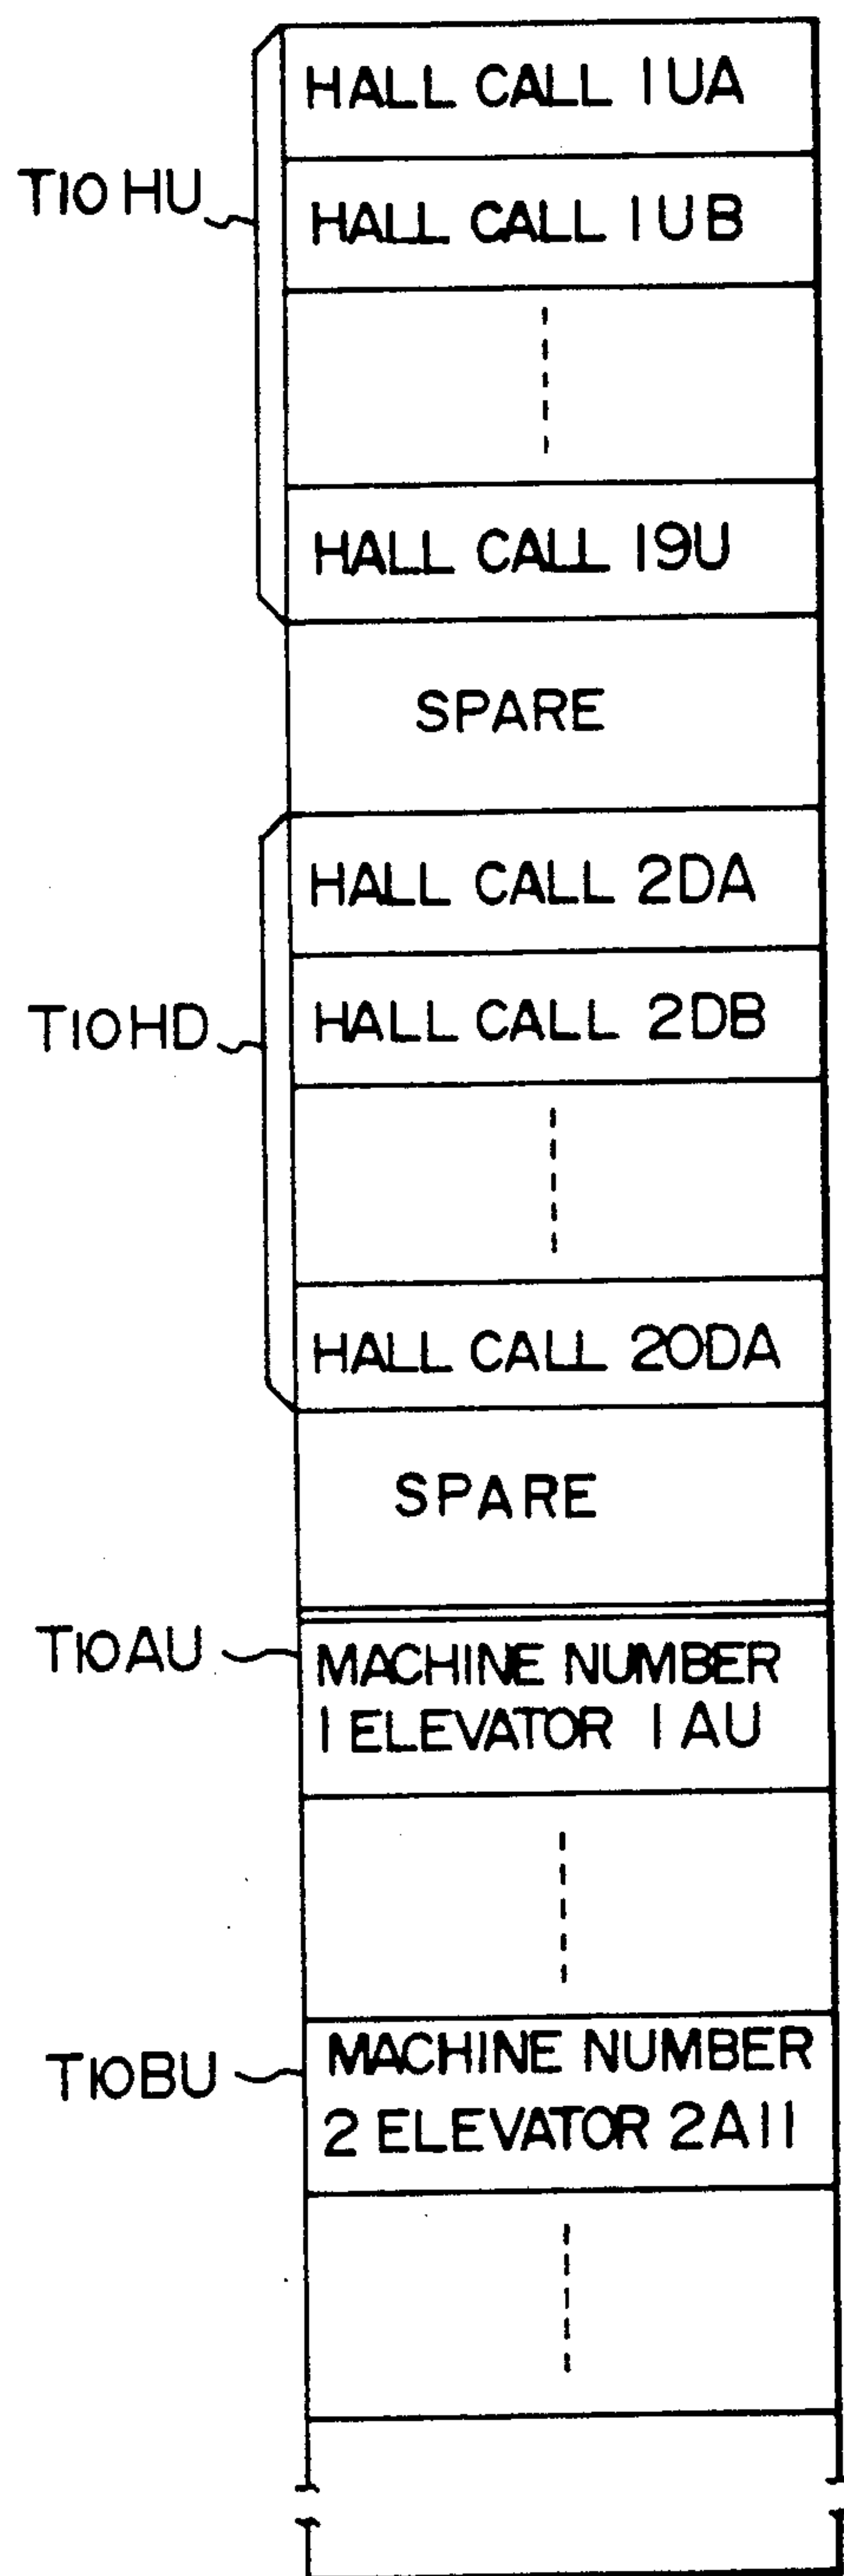 HALL CALL 1UA
T10HU
HALL CALL 1UB
HALL CALL 19U
SPARE
HALL CALL 2DA
T10HD
HALL CALL 2DB
HALL CALL 20DA
SPARE
T10AU
MACHINE NUMBER
1 ELEVATOR 1AU
T10BU
MACHINE NUMBER
2 ELEVATOR 2A11